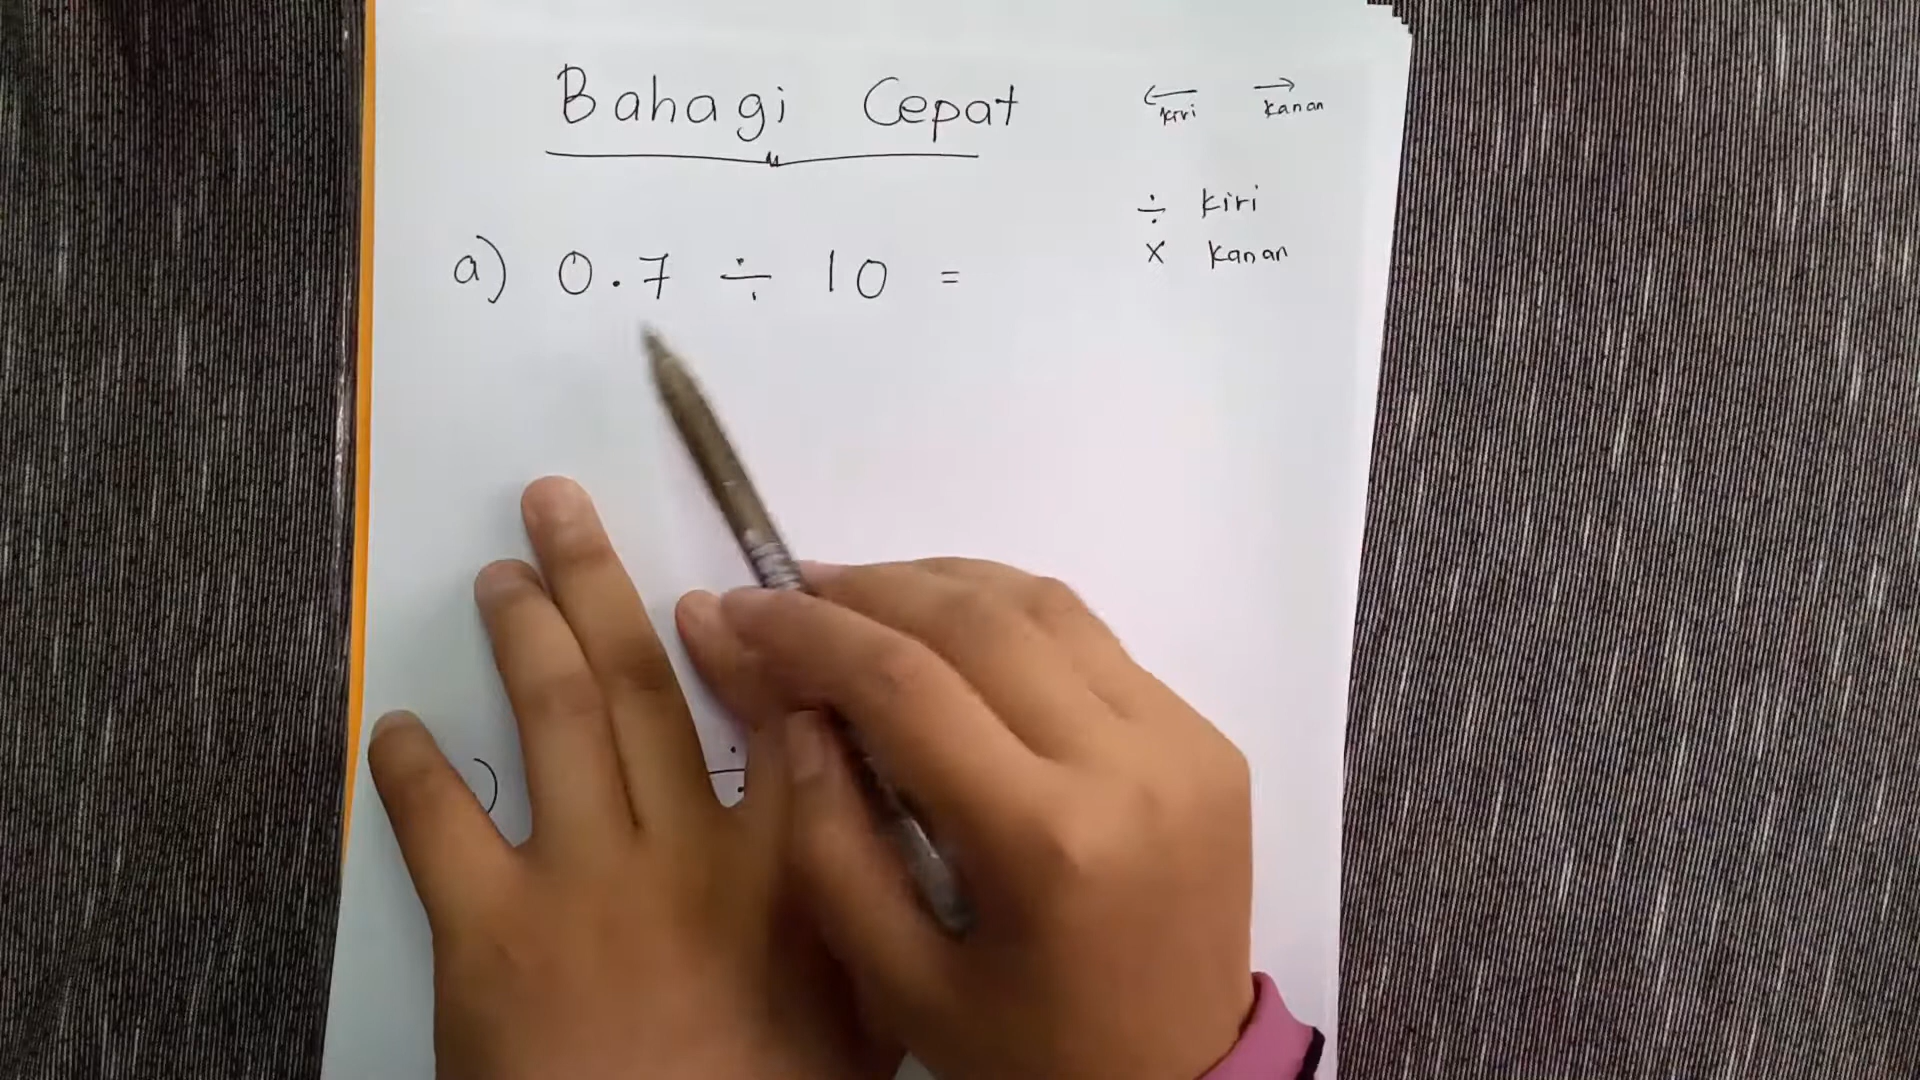 Bahagi Cepat
← kiri → kanan
÷ kiri
× kanan
a) 0.7 ÷ 10 =
) ÷